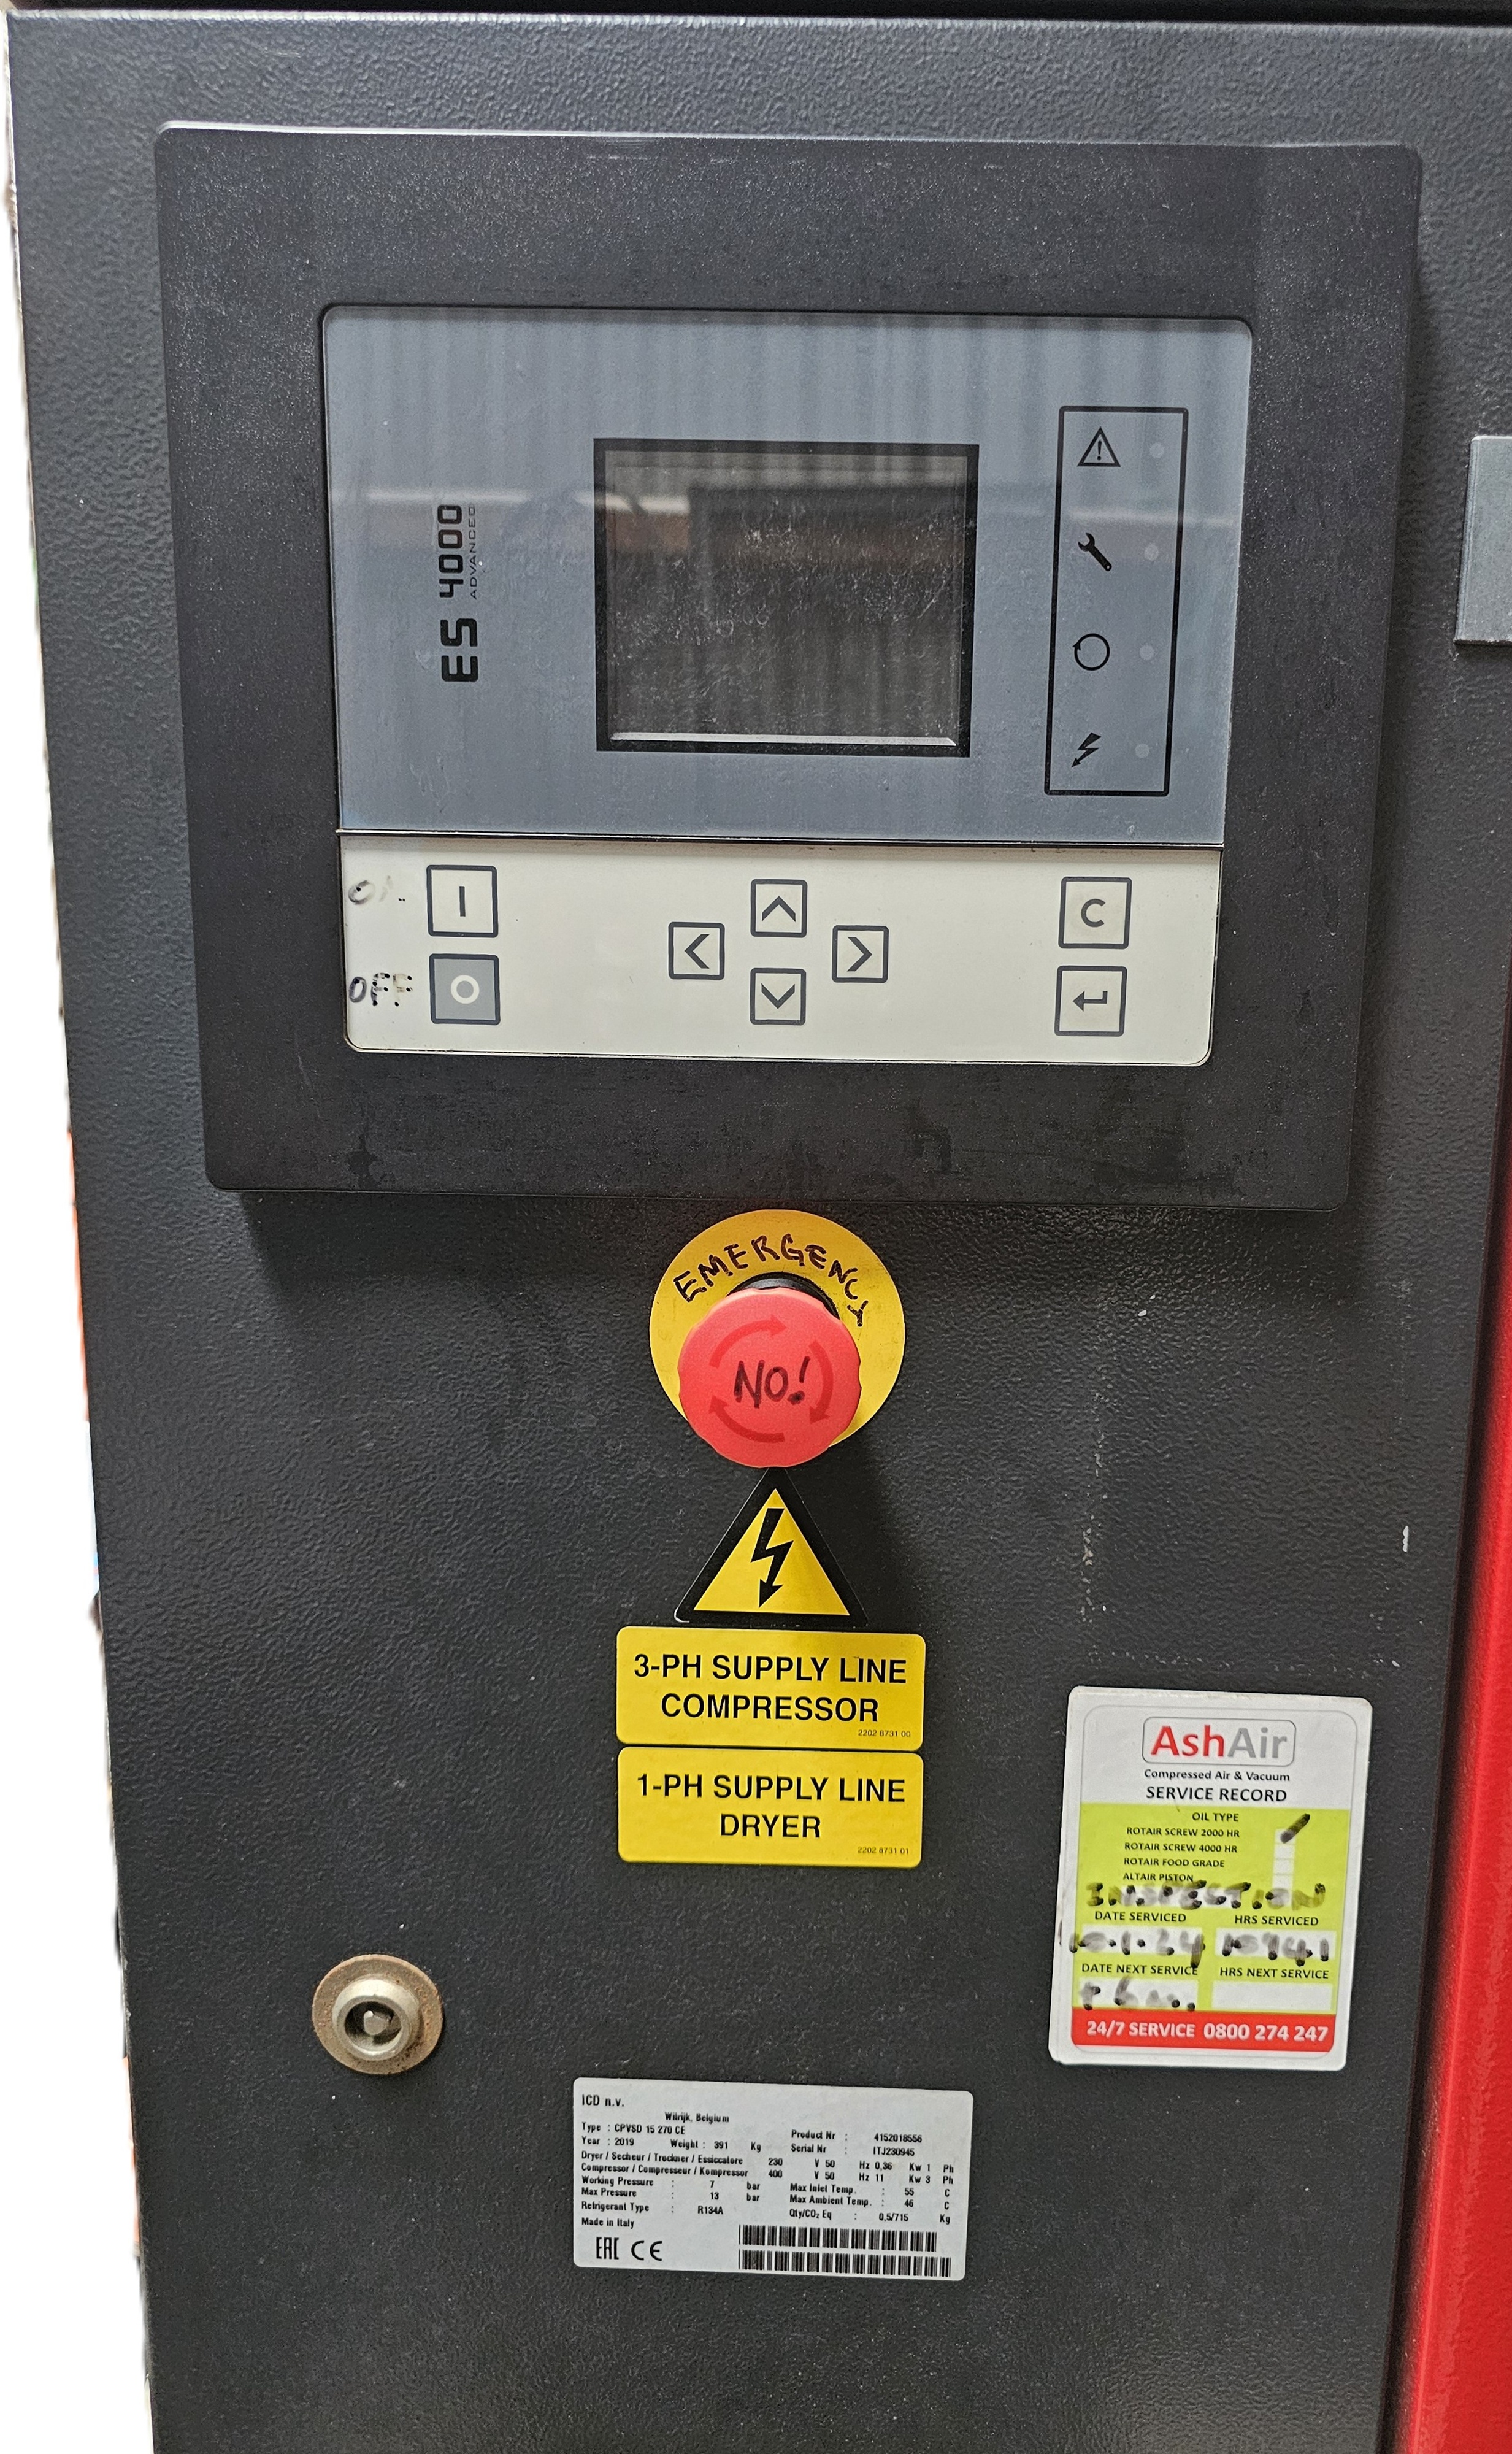 ES 4000
ADVANCED
OFF
I
O
C
EMERGENCY
NO!
3-PH SUPPLY LINE
COMPRESSOR
2202 8731 00
1-PH SUPPLY LINE
DRYER
2202 8731 01
AshAir
Compressed Air & Vacuum
SERVICE RECORD
OIL TYPE
ROTAIR SCREW 2000 HR
ROTAIR SCREW 4000 HR
ROTAIR FOOD GRADE
ALTAIR PISTON
INSPECTION
DATE SERVICED HRS SERVICED
10.1.24 10941
DATE NEXT SERVICE HRS NEXT SERVICE
24/7 SERVICE 0800 274 247
ICD n.v.
Wilrijk, Belgium
Type : CPVSD 15 270 CE Product Nr : 4152018556
Year : 2019 Weight : 391 Kg Serial Nr : ITJ230945
Dryer / Secheur / Trockner / Essiccatore 230 V 50 Hz 0,36 Kw 1 Ph
Compressor / Compresseur / Kompressor 400 V 50 Hz 11 Kw 3 Ph
Working Pressure : 7 bar Max Inlet Temp. : 55 C
Max Pressure : 13 bar Max Ambient Temp. : 46 C
Refrigerant Type : R134A Qty/CO₂ Eq : 0,5/715 Kg
Made in Italy
EAC CE